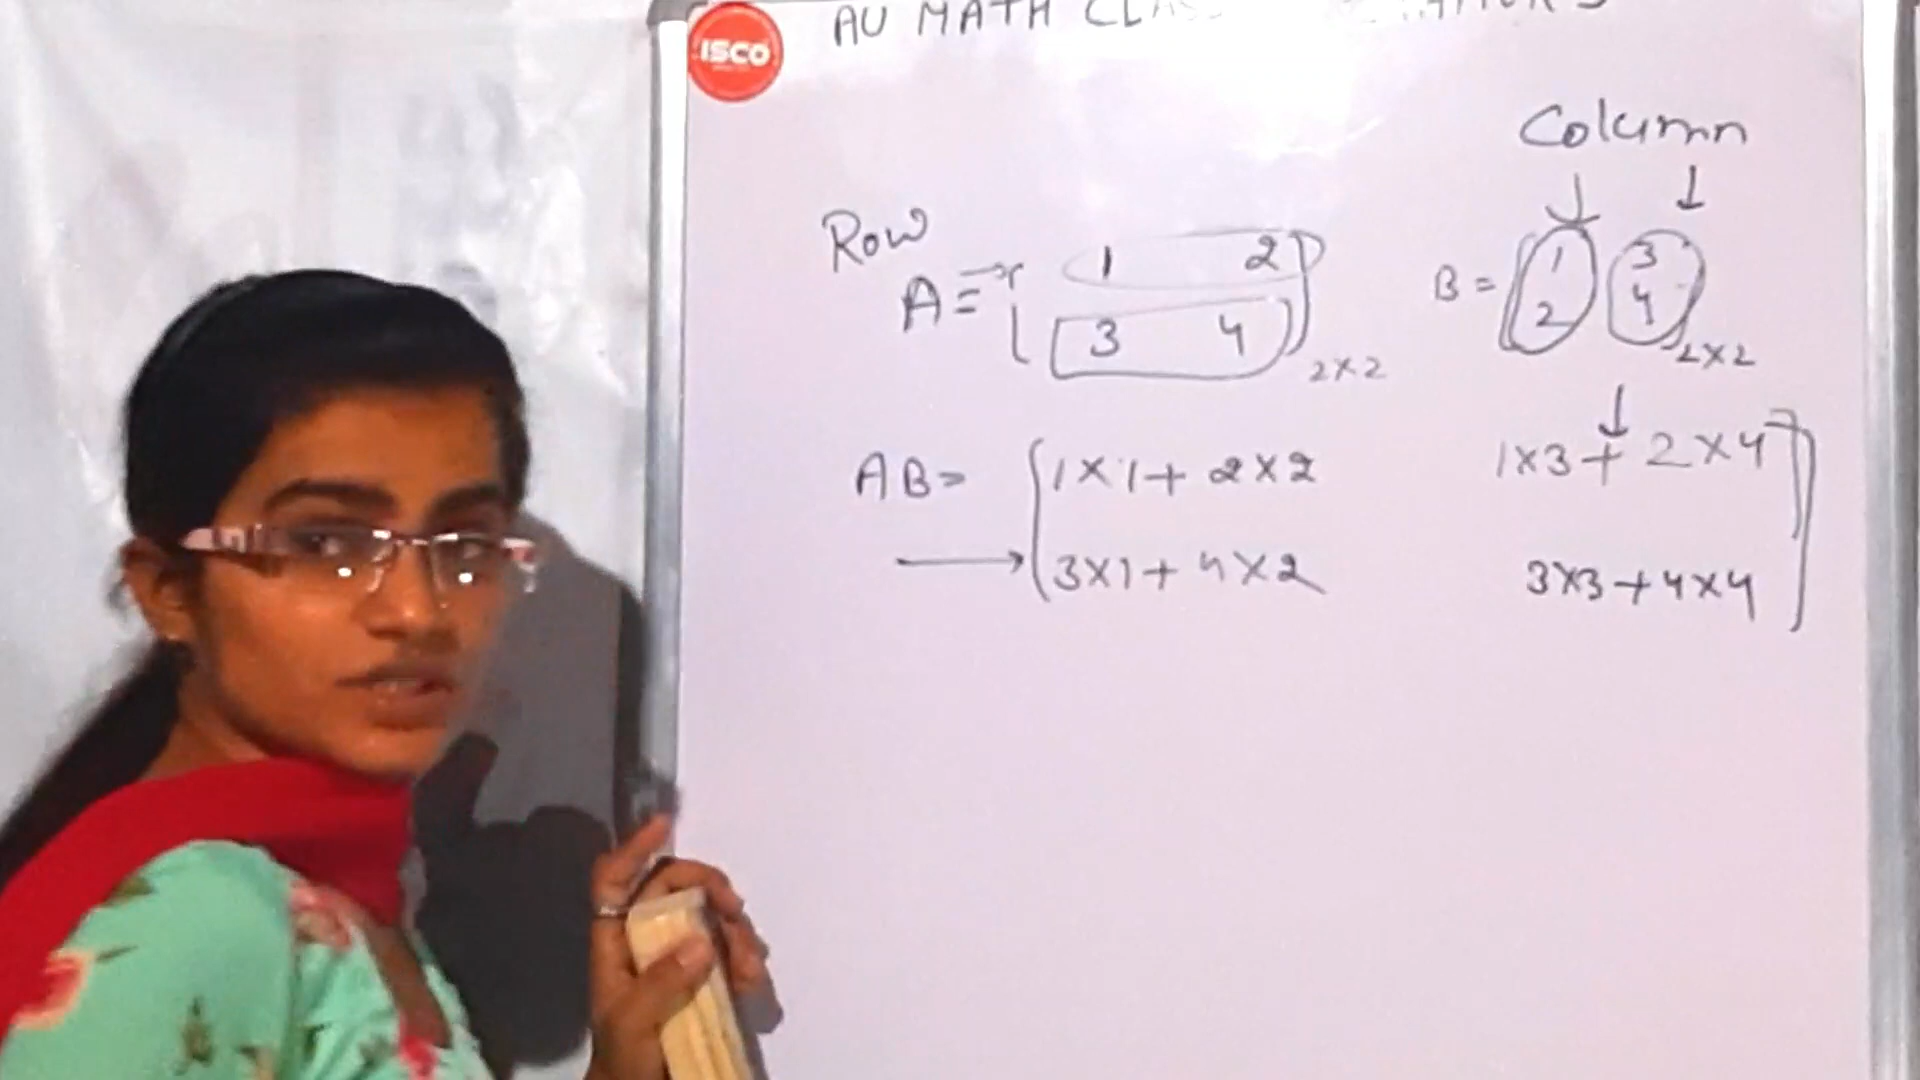 ISCO
AU MATH
Column
Row
A = [ 1 2
3 4 ] 2×2
B = [ 1 3
2 4 ] 2×2
AB = [ 1×1+2×2 1×3+2×4
3×1+4×2 3×3+4×4 ]